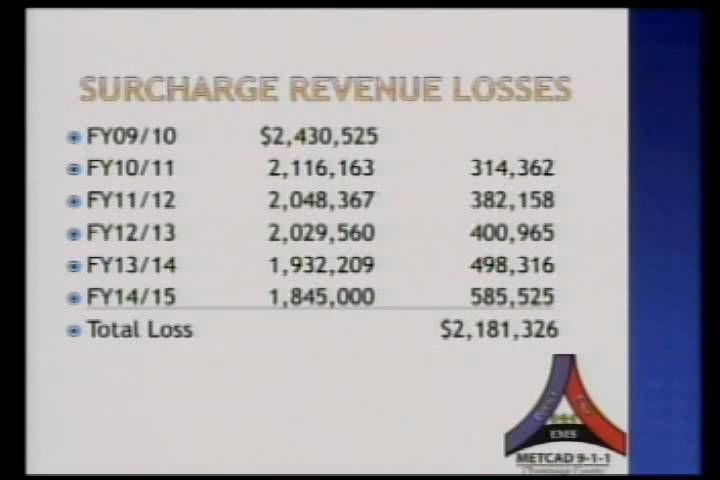 SURCHARGE REVENUE LOSSES
FY09/10 $2,430,525
FY10/11 2,116,163 314,362
FY11/12 2,048,367 382,158
FY12/13 2,029,560 400,965
FY13/14 1,932,209 498,316
FY14/15 1,845,000 585,525
Total Loss $2,181,326
EMS
METCAD 9-1-1